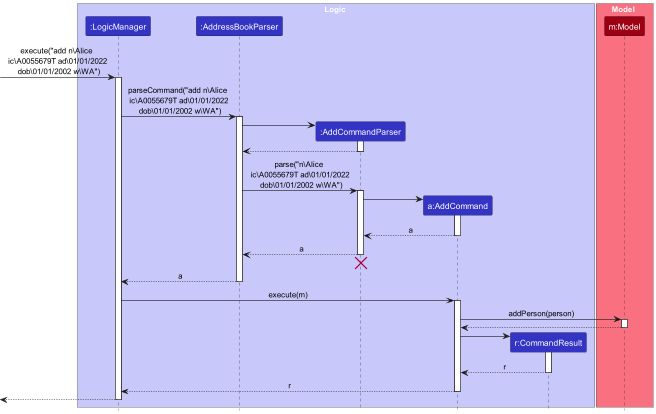 Logic
Model
:LogicManager
:AddressBookParser
m:Model
execute("add n\Alice
ic\A0055679T ad\01/01/2022
dob\01/01/2002 w\WA")
parseCommand("add n\Alice
ic\A0055679T ad\01/01/2022
dob\01/01/2002 w\WA")
:AddCommandParser
parse("n\Alice
ic\A0055679T ad\01/01/2022
dob\01/01/2002 w\WA")
a:AddCommand
a
a
a
execute(m)
addPerson(person)
r:CommandResult
r
r